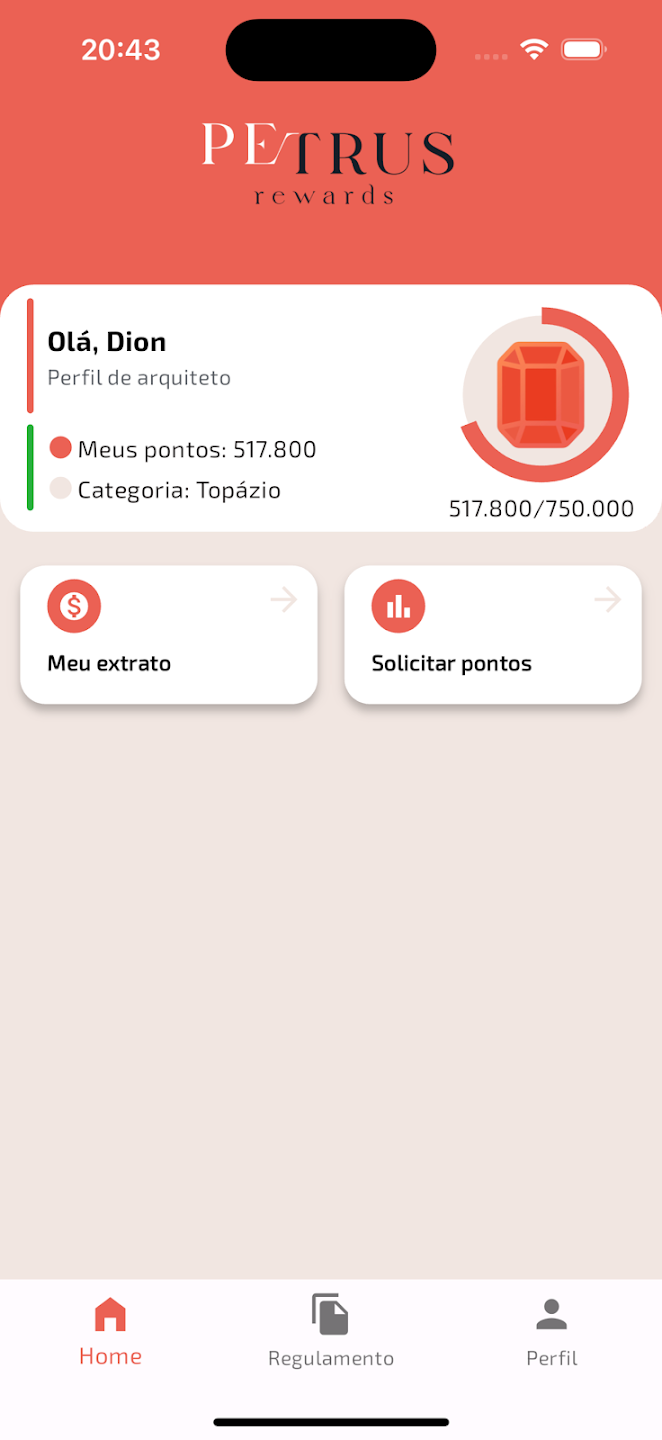 20:43
PETRUS
rewards
Olá, Dion
Perfil de arquiteto
Meus pontos: 517.800
Categoria: Topázio
517.800/750.000
Meu extrato
Solicitar pontos
Home
Regulamento
Perfil